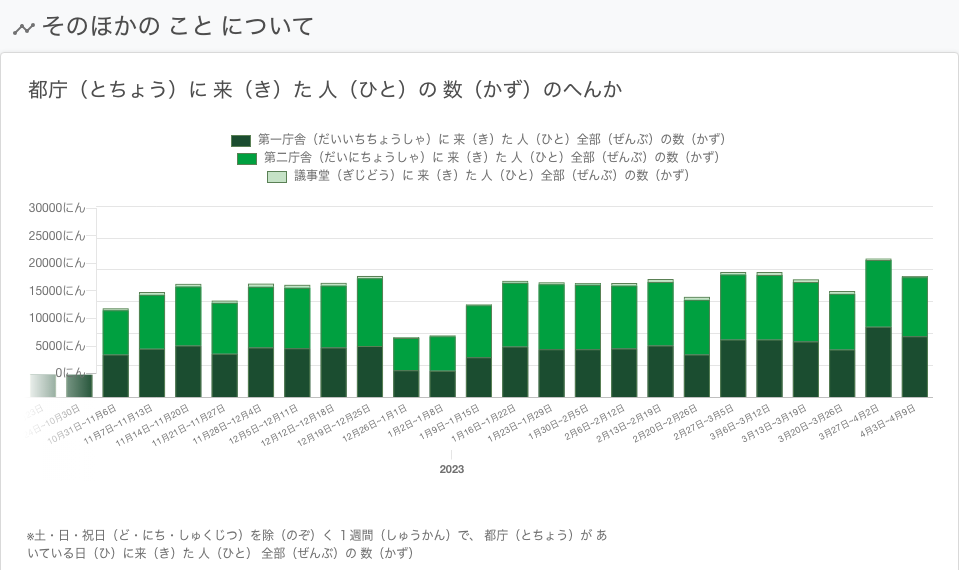 そのほかの こと について
都庁（とちょう）に 来（き）た 人（ひと）の 数（かず）のへんか
第一庁舎（だいいちちょうしゃ）に 来（き）た 人（ひと）全部（ぜんぶ）の数（かず）
第二庁舎（だいにちょうしゃ）に 来（き）た 人（ひと）全部（ぜんぶ）の数（かず）
議事堂（ぎじどう）に 来（き）た 人（ひと）全部（ぜんぶ）の数（かず）
30000にん
25000にん
20000にん
15000にん
10000にん
5000にん
0にん
~10月30日
10月31日~11月6日
11月7日~11月13日
11月14日~11月20日
11月21日~11月27日
11月28日~12月4日
12月5日~12月11日
12月12日~12月18日
12月19日~12月25日
12月26日~1月1日
1月2日~1月8日
1月9日~1月15日
1月16日~1月22日
1月23日~1月29日
1月30日~2月5日
2月6日~2月12日
2月13日~2月19日
2月20日~2月26日
2月27日~3月5日
3月6日~3月12日
3月13日~3月19日
3月20日~3月26日
3月27日~4月2日
4月3日~4月9日
2023
※土・日・祝日（ど・にち・しゅくじつ）を除（のぞ）く 1 週間（しゅうかん）で、 都庁（とちょう）が あ
いている日（ひ）に来（き）た 人（ひと） 全部（ぜんぶ）の 数（かず）